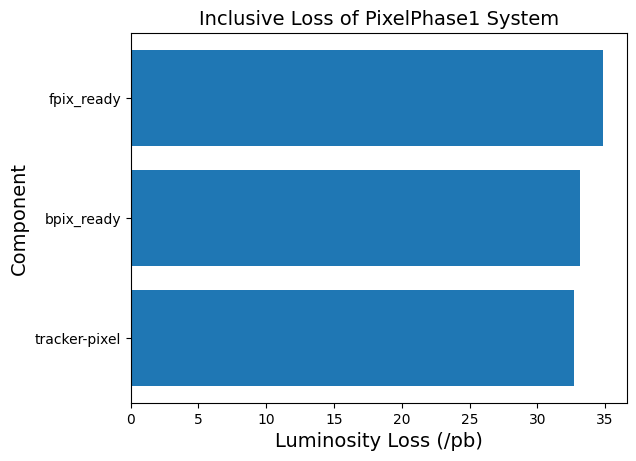 Inclusive Loss of PixelPhase1 System
fpix_ready
bpix_ready
tracker-pixel
Component
0 5 10 15 20 25 30 35
Luminosity Loss (/pb)